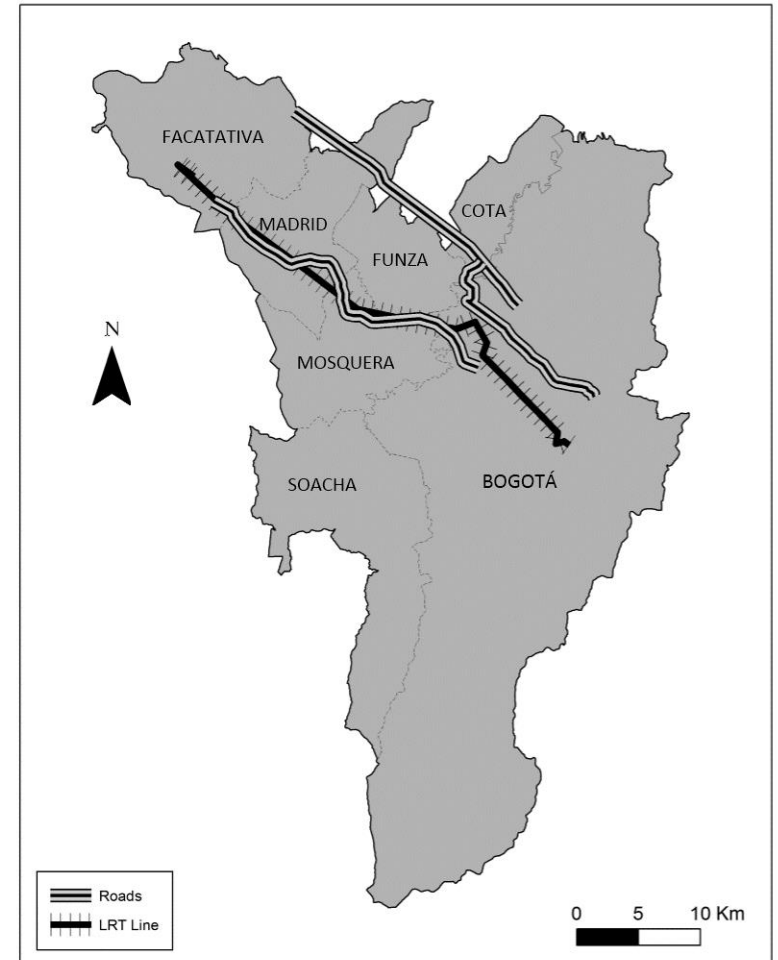 FACATATIVA
COTA
MADRID
FUNZA
N
MOSQUERA
SOACHA
BOGOTÁ
Roads
LRT Line
0 5 10 Km